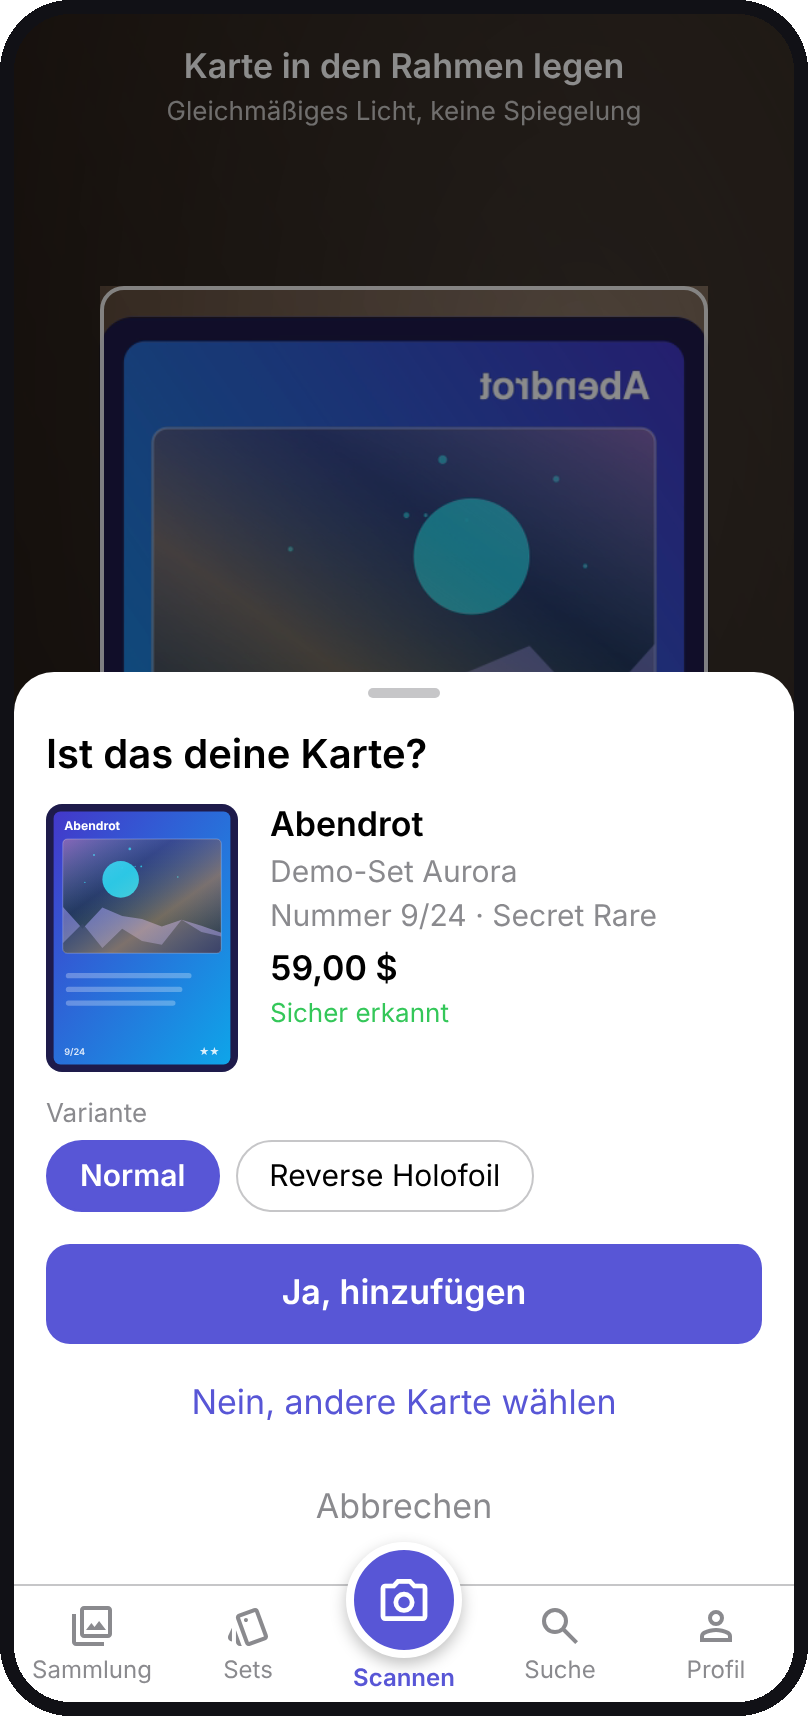 Karte in den Rahmen legen
Gleichmäßiges Licht, keine Spiegelung
Abendrot
Ist das deine Karte?
Abendrot
9/24 ★★
Abendrot
Demo-Set Aurora
Nummer 9/24 · Secret Rare
59,00 $
Sicher erkannt
Variante
Normal
Reverse Holofoil
Ja, hinzufügen
Nein, andere Karte wählen
Abbrechen
Sammlung
Sets
Scannen
Suche
Profil